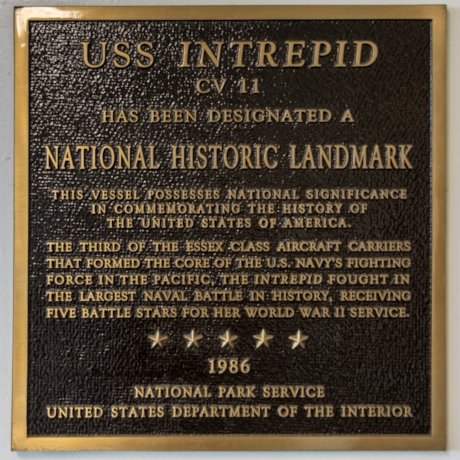 USS INTREPID
CV 11
HAS BEEN DESIGNATED A
NATIONAL HISTORIC LANDMARK
THIS VESSEL POSSESSES NATIONAL SIGNIFICANCE
IN COMMEMORATING THE HISTORY OF
THE UNITED STATES OF AMERICA.
THE THIRD OF THE ESSEX CLASS AIRCRAFT CARRIERS
THAT FORMED THE CORE OF THE U.S. NAVY'S FIGHTING
FORCE IN THE PACIFIC, THE INTREPID FOUGHT IN
THE LARGEST NAVAL BATTLE IN HISTORY, RECEIVING
FIVE BATTLE STARS FOR HER WORLD WAR II SERVICE.
1986
NATIONAL PARK SERVICE
UNITED STATES DEPARTMENT OF THE INTERIOR